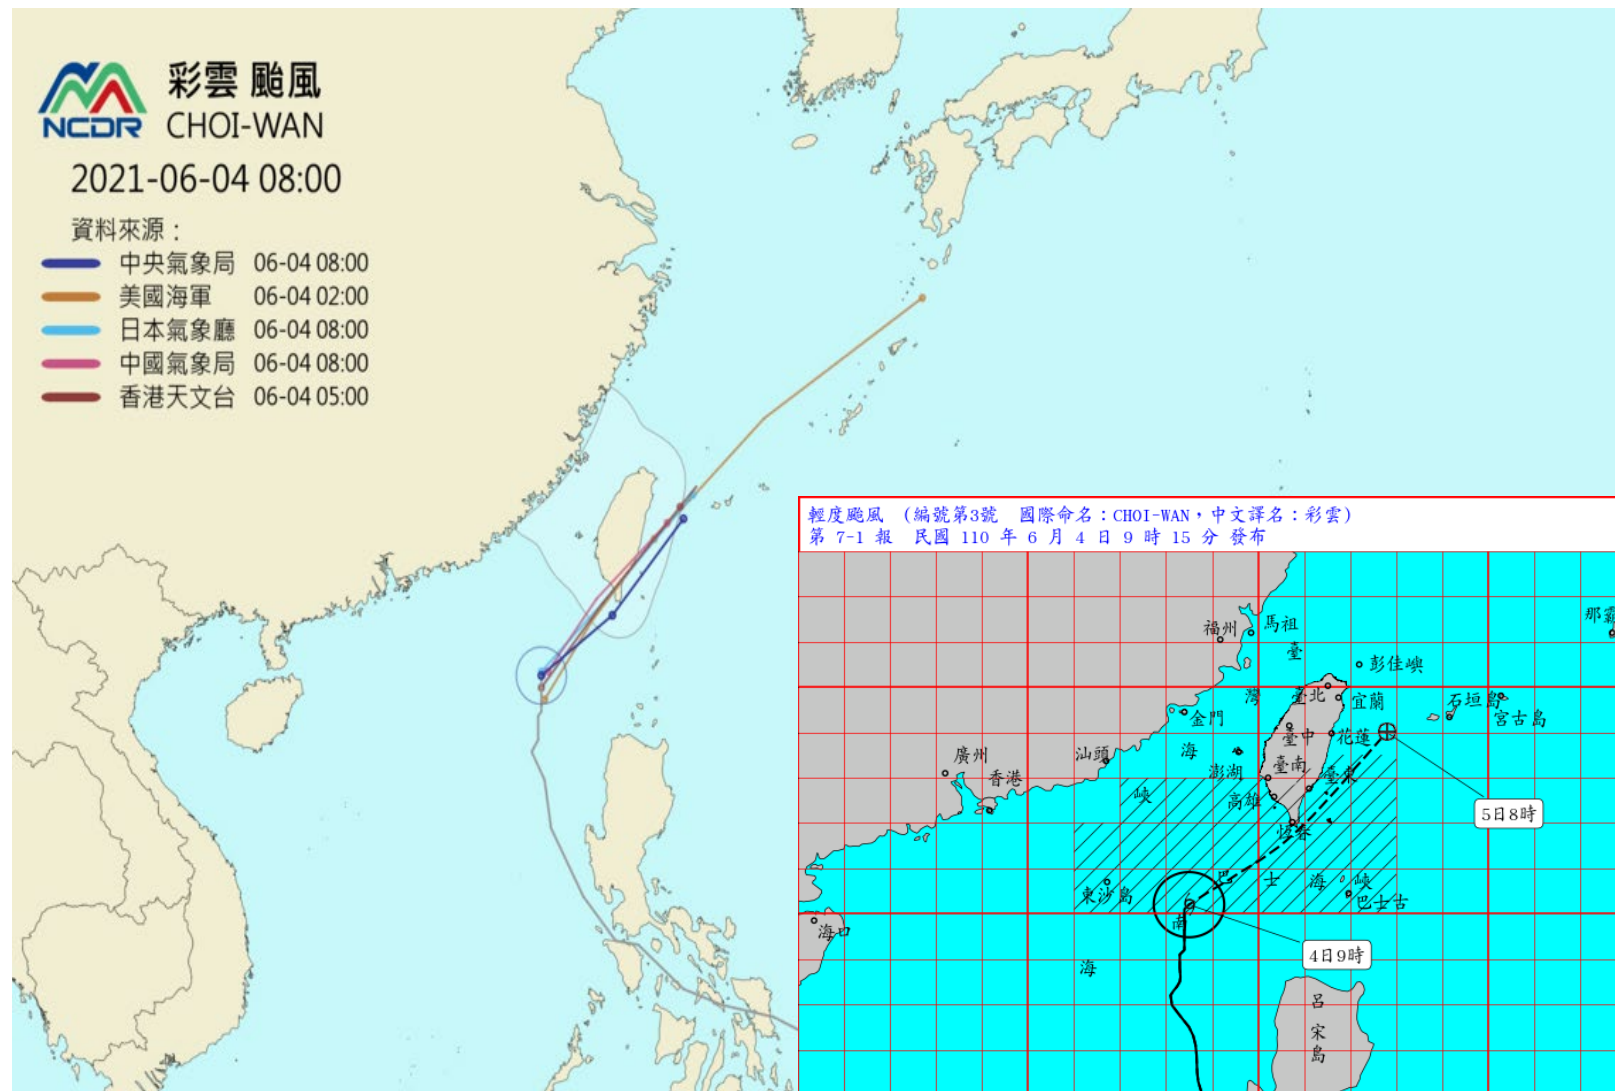 彩雲 颱風
NCDR
CHOI-WAN
2021-06-04 08:00
資料來源：
中央氣象局 06-04 08:00
美國海軍 06-04 02:00
日本氣象廳 06-04 08:00
中國氣象局 06-04 08:00
香港天文台 06-04 05:00
輕度颱風 (編號第3號 國際命名：CHOI-WAN，中文譯名：彩雲)
第 7-1 報 民國 110 年 6 月 4 日 9 時 15 分 發布
福州
馬祖
臺
那霸
彭佳嶼
灣
臺北
宜蘭
石垣島
宮古島
金門
海
臺中
花蓮
廣州
香港
汕頭
澎湖
臺南
臺東
峽
高雄
恆春
5日8時
東沙島
巴 士 海 峽
巴士古
南
海口
4日9時
海
呂
宋
島